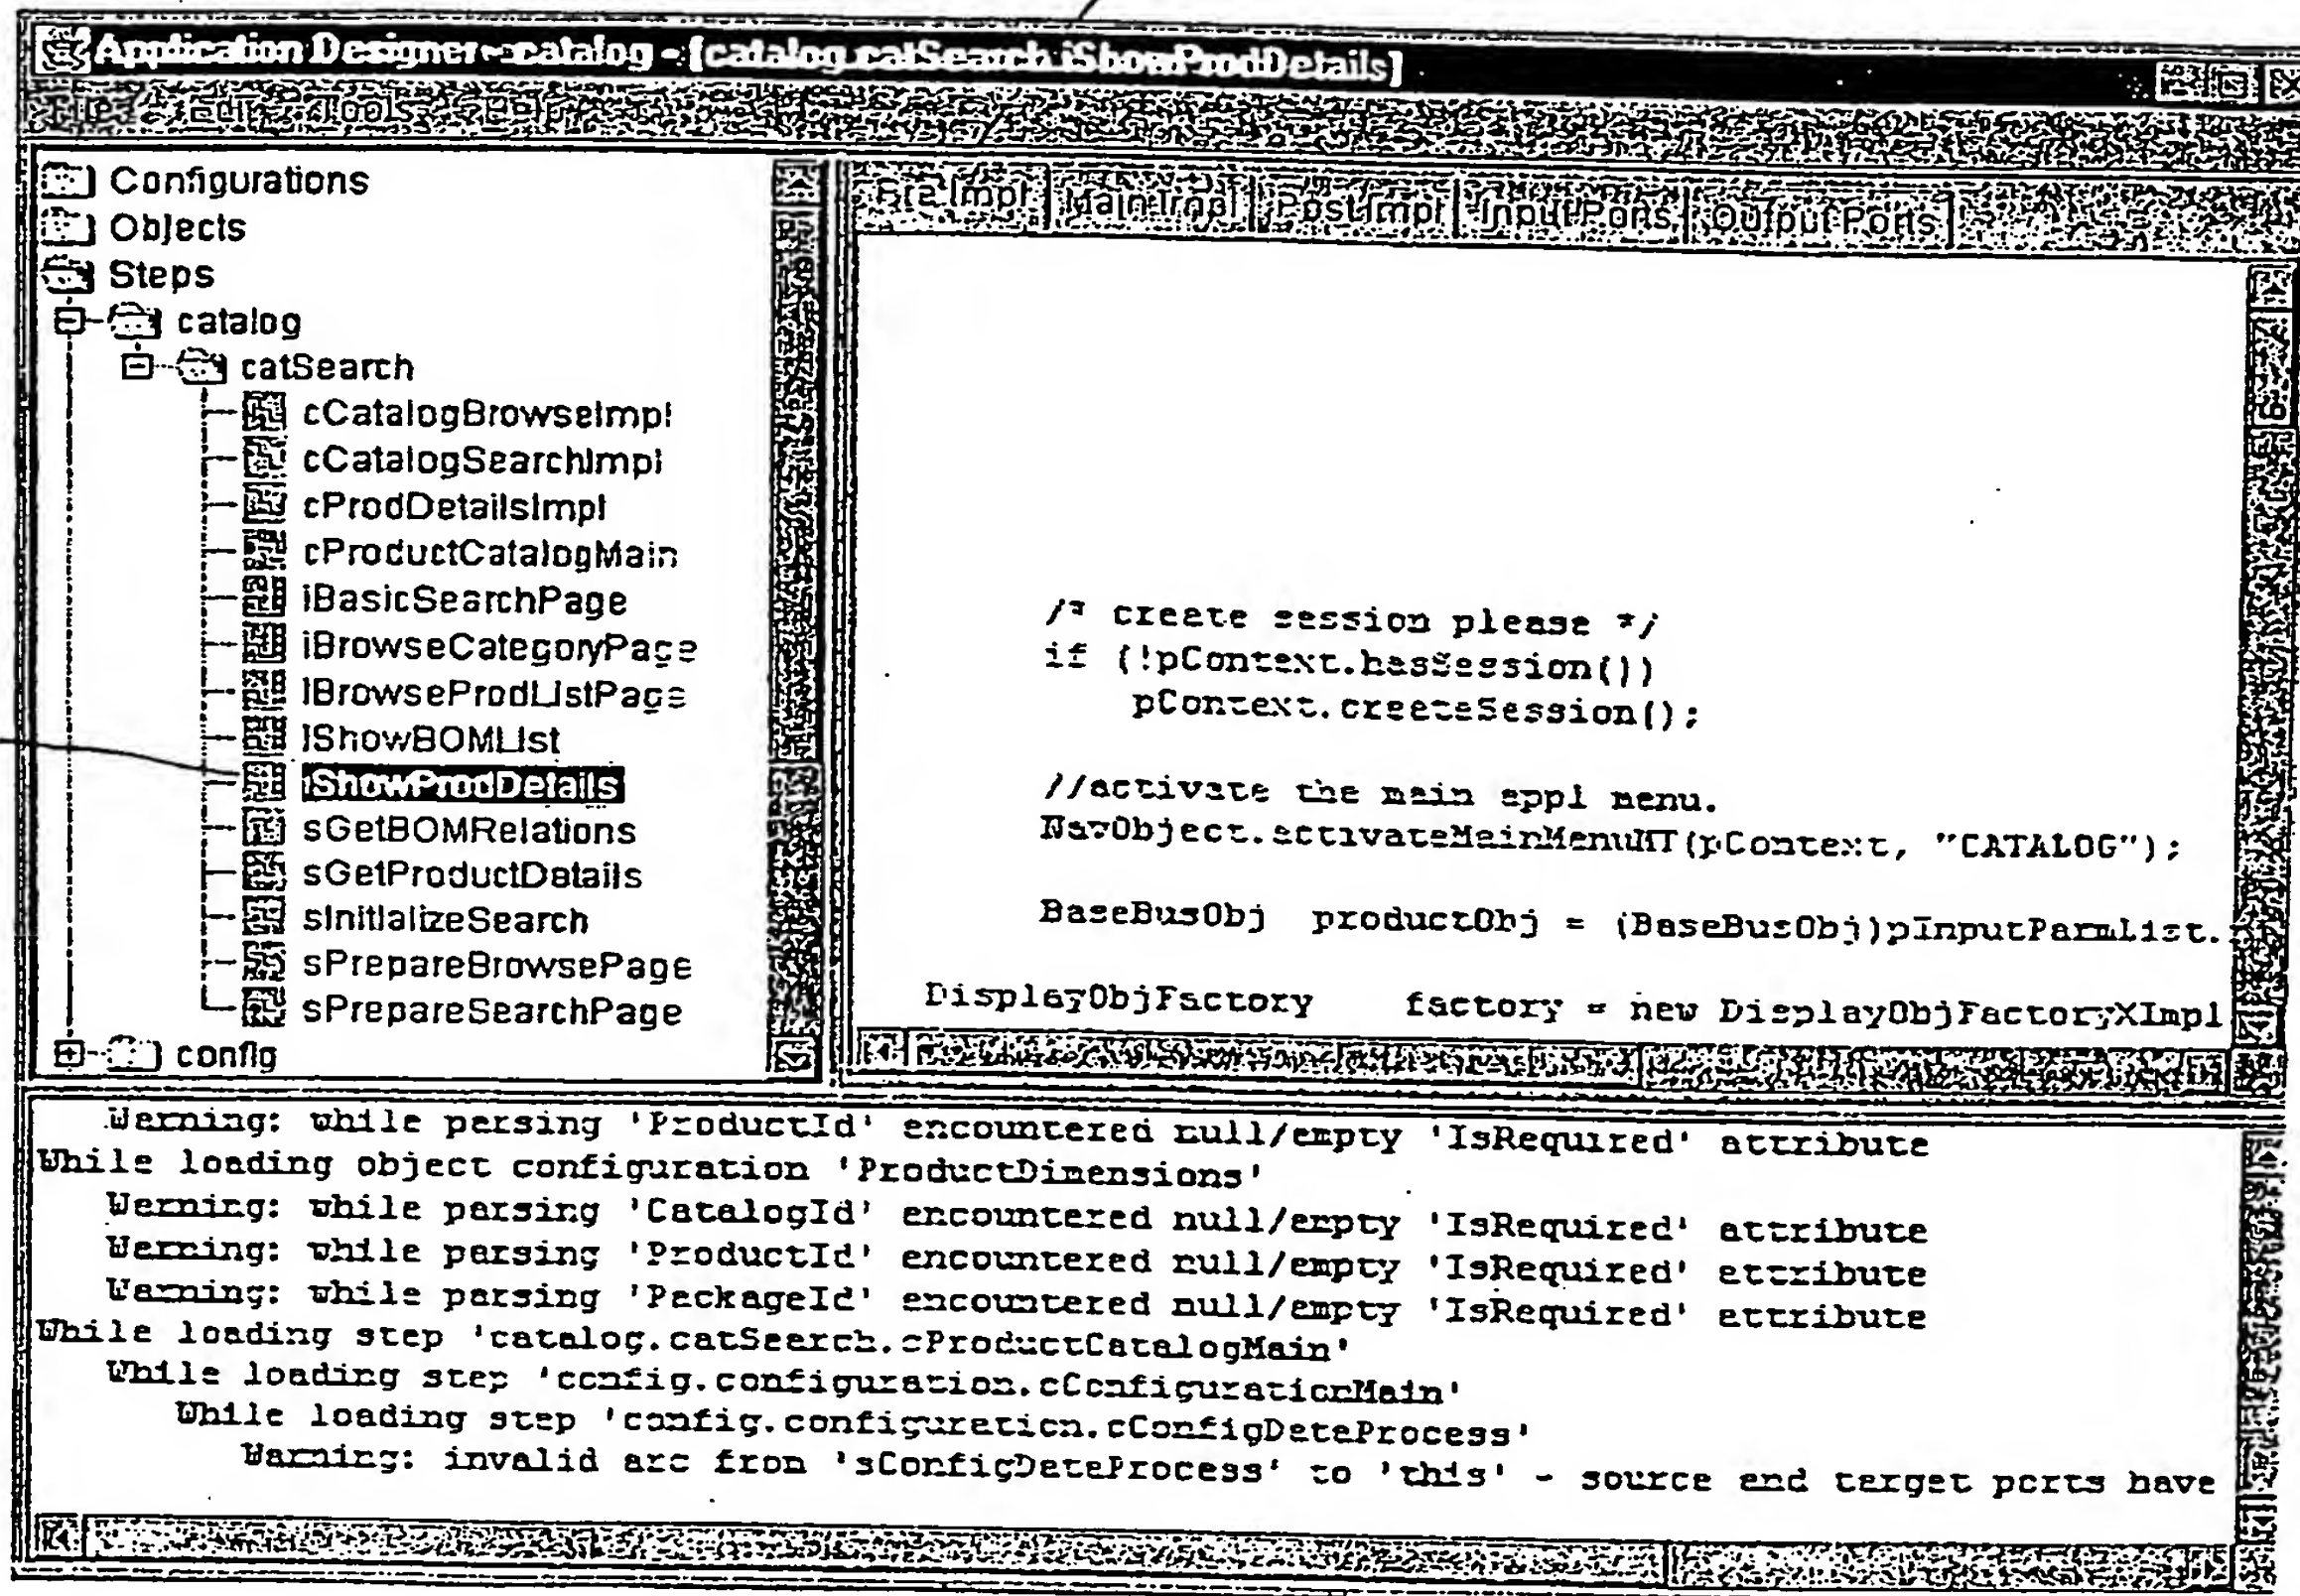 Application Designer - catalog - [catalog.catSearch.iShowProdDetails]
File Edit Tools Help
Configurations
Objects
Steps
catalog
catSearch
cCatalogBrowseImpl
cCatalogSearchImpl
cProdDetailsImpl
cProductCatalogMain
iBasicSearchPage
iBrowseCategoryPage
iBrowseProdListPage
iShowBOMList
iShowProdDetails
sGetBOMRelations
sGetProductDetails
sInitializeSearch
sPrepareBrowsePage
sPrepareSearchPage
config
Pre Impl Main Impl Post Impl Input Ports Output Ports
/* create session please */
if (!pContext.hasSession())
pContext.createSession();
//activate the main appl menu.
NavObject.activateMainMenuHT(pContext, "CATALOG");
BaseBusObj productObj = (BaseBusObj)pInputParmList.
DisplayObjFactory factory = new DisplayObjFactoryXImpl
Warning: while parsing 'ProductId' encountered null/empty 'IsRequired' attribute
While loading object configuration 'ProductDimensions'
Warning: while parsing 'CatalogId' encountered null/empty 'IsRequired' attribute
Warning: while parsing 'ProductId' encountered null/empty 'IsRequired' attribute
Warning: while parsing 'PackageId' encountered null/empty 'IsRequired' attribute
While loading step 'catalog.catSearch.cProductCatalogMain'
While loading step 'config.configuration.cConfigurationMain'
While loading step 'config.configuration.cConfigDataProcess'
Warning: invalid arc from 'sConfigDataProcess' to 'this' - source and target ports have